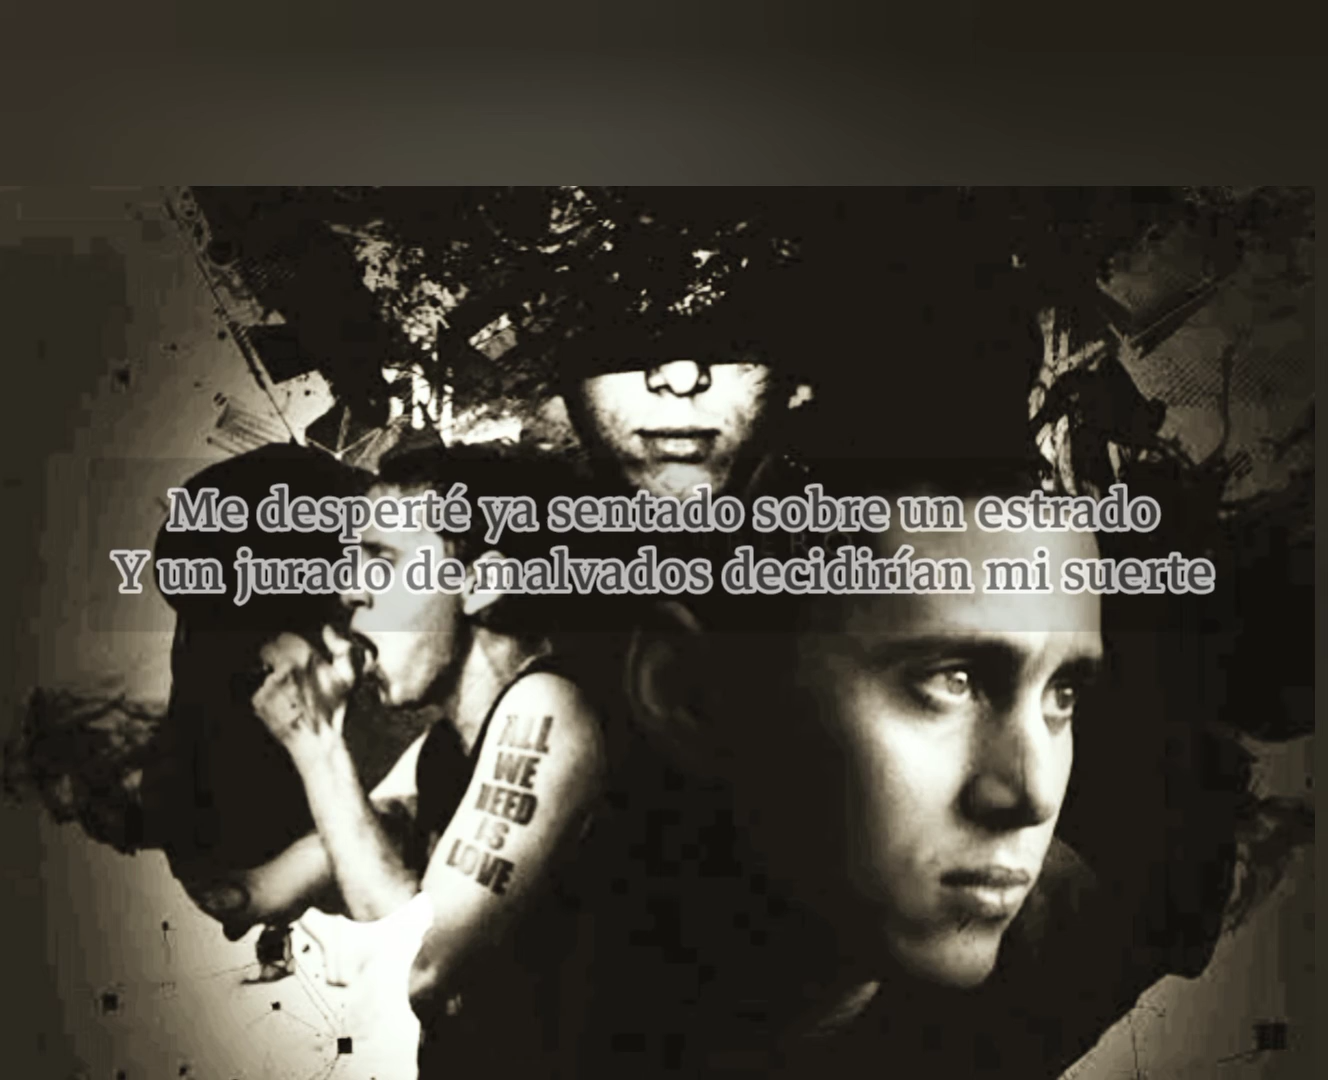 Me desperté ya sentado sobre un estrado
Y un jurado de malvados decidirían mi suerte
ALL
WE
NEED
IS
LOVE